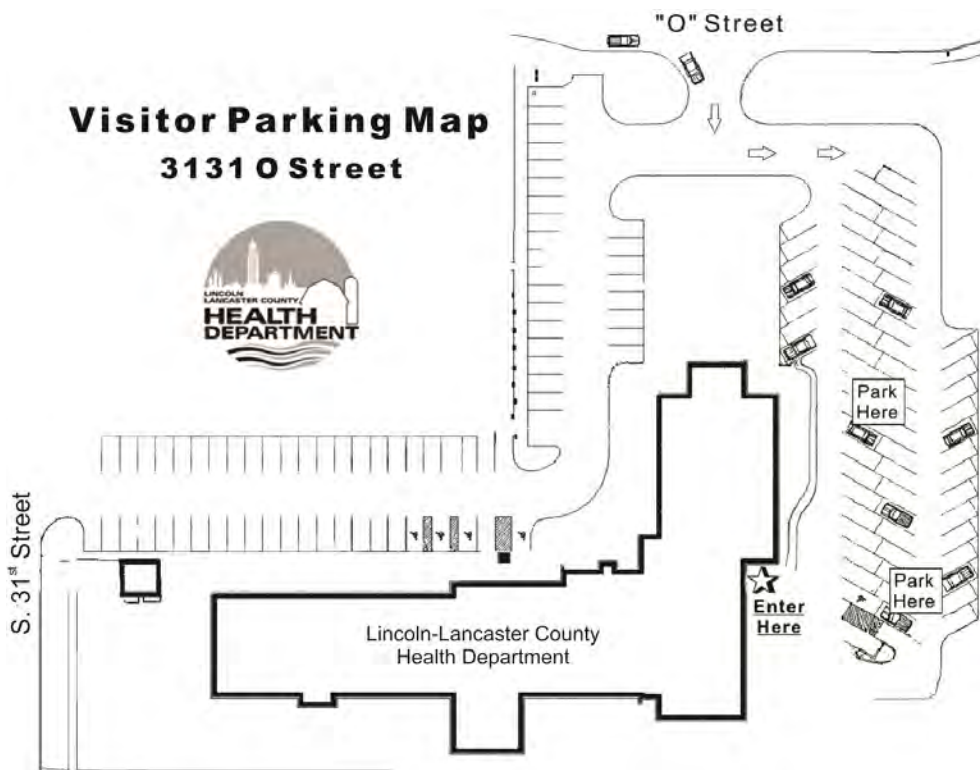 "O" Street
Visitor Parking Map
3131 O Street
LINCOLN
LANCASTER COUNTY
HEALTH
DEPARTMENT
Park
Here
S. 31st Street
Park
Here
Enter
Here
Lincoln-Lancaster County
Health Department